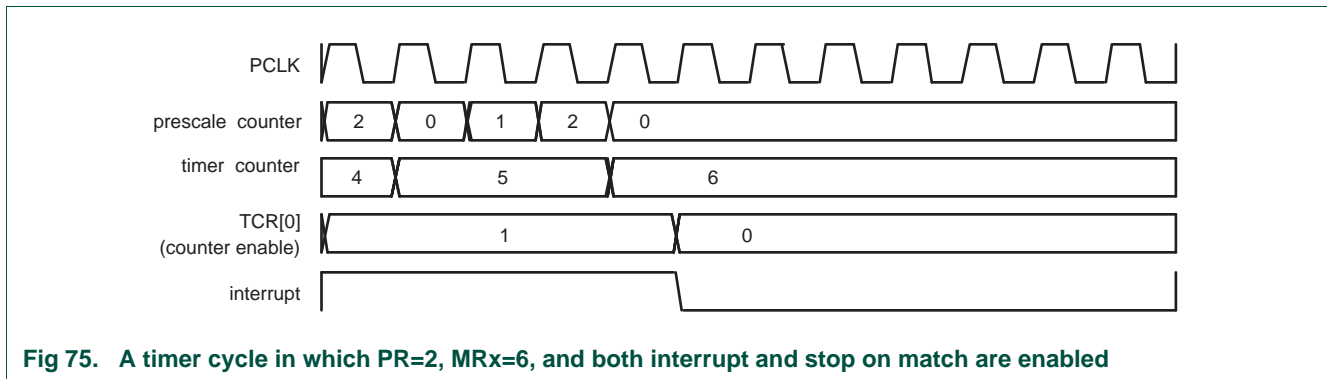 PCLK
prescale counter 2 0 1 2 0
timer counter 4 5 6
TCR[0]
(counter enable) 1 0
interrupt
Fig 75. A timer cycle in which PR=2, MRx=6, and both interrupt and stop on match are enabled